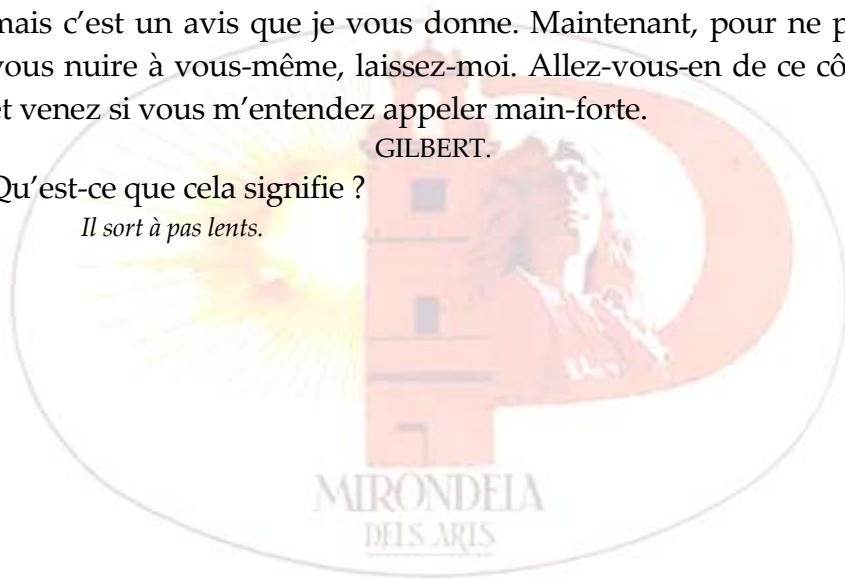 mais c’est un avis que je vous donne. Maintenant, pour ne p
vous nuire à vous-même, laissez-moi. Allez-vous-en de ce cô
et venez si vous m’entendez appeler main-forte.
GILBERT.
Qu’est-ce que cela signifie ?
Il sort à pas lents.
MIRONDELA
DELS ARTS